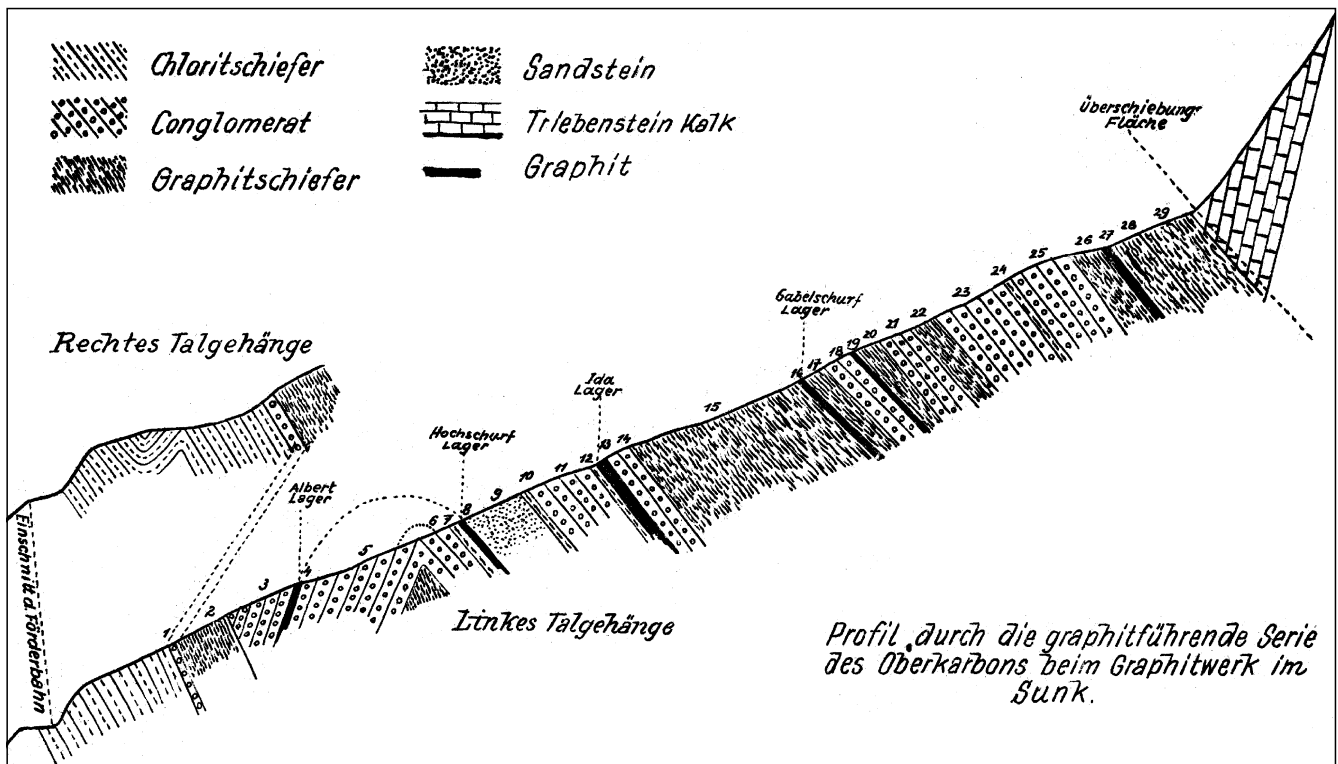 Chloritschiefer
Conglomerat
Graphitschiefer
Sandstein
Triebenstein Kalk
Graphit
Überschiebungs
Fläche
Rechtes Talgehänge
Einschnitt d. Förderbahn
Albert
Lager
Hochschurf
Lager
Ida
Lager
Gabelschurf
Lager
1 2 3 4 5 6 7 8 9 10 11 12 13 14 15 16 17 18 19 20 21 22 23 24 25 26 27 28 29
Linkes Talgehänge
Profil durch die graphitführende Serie
des Oberkarbons beim Graphitwerk im
Sunk.